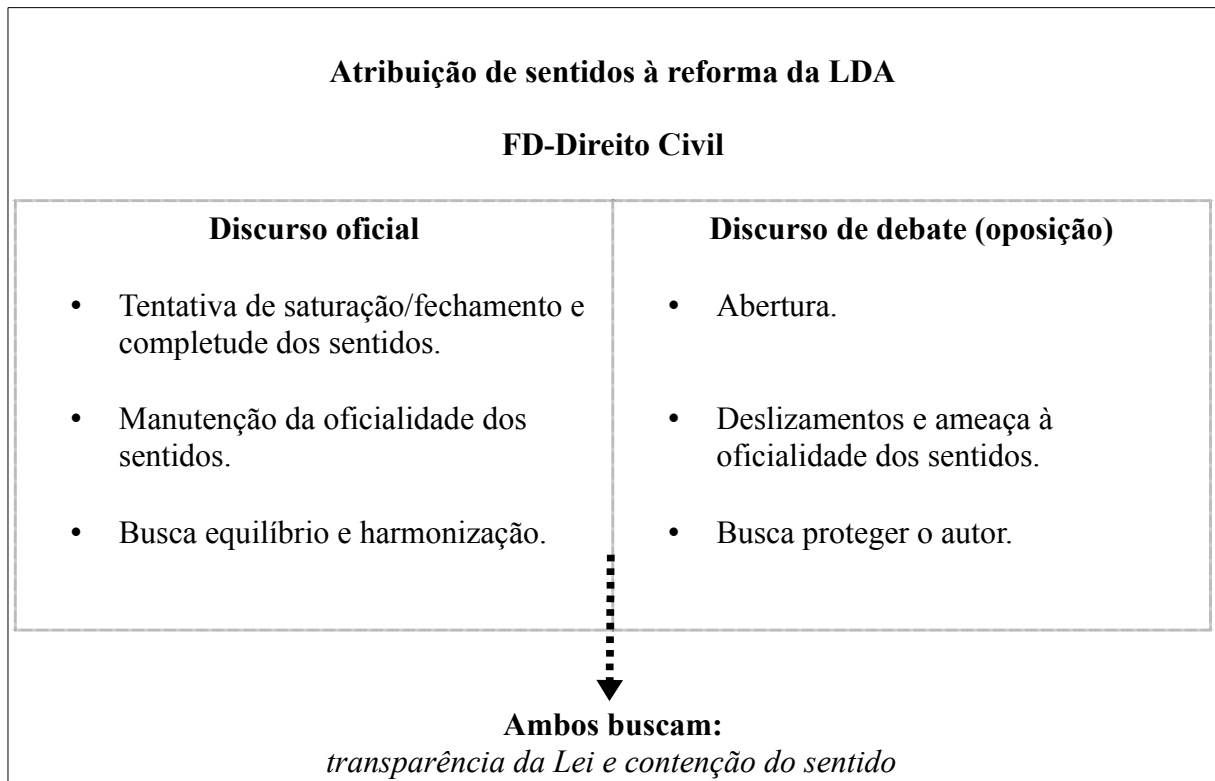 Atribuição de sentidos à reforma da LDA
FD-Direito Civil
Discurso oficial
• Tentativa de saturação/fechamento e
completude dos sentidos.
• Manutenção da oficialidade dos
sentidos.
• Busca equilíbrio e harmonização.
Discurso de debate (oposição)
• Abertura.
• Deslizamentos e ameaça à
oficialidade dos sentidos.
• Busca proteger o autor.
Ambos buscam:
transparência da Lei e contenção do sentido